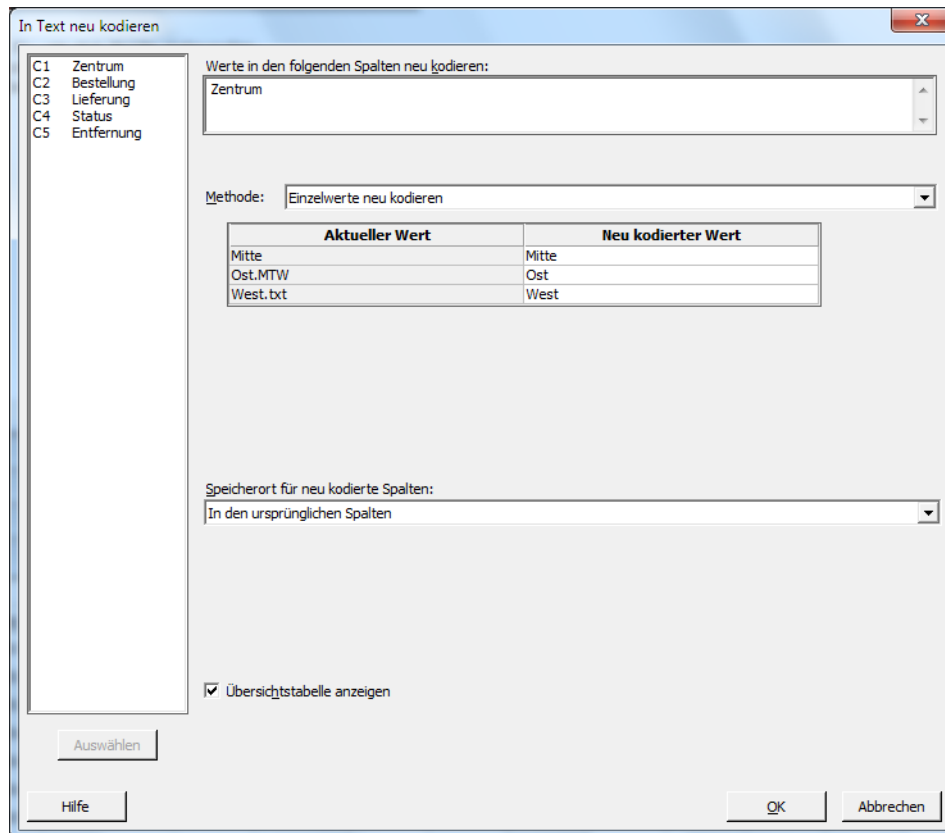 In Text neu kodieren
C1 Zentrum
C2 Bestellung
C3 Lieferung
C4 Status
C5 Entfernung
Werte in den folgenden Spalten neu kodieren:
Zentrum
Methode: Einzelwerte neu kodieren
Aktueller Wert Neu kodierter Wert
Mitte Mitte
Ost.MTW Ost
West.txt West
Speicherort für neu kodierte Spalten:
In den ursprünglichen Spalten
Übersichtstabelle anzeigen
Auswählen
Hilfe OK Abbrechen